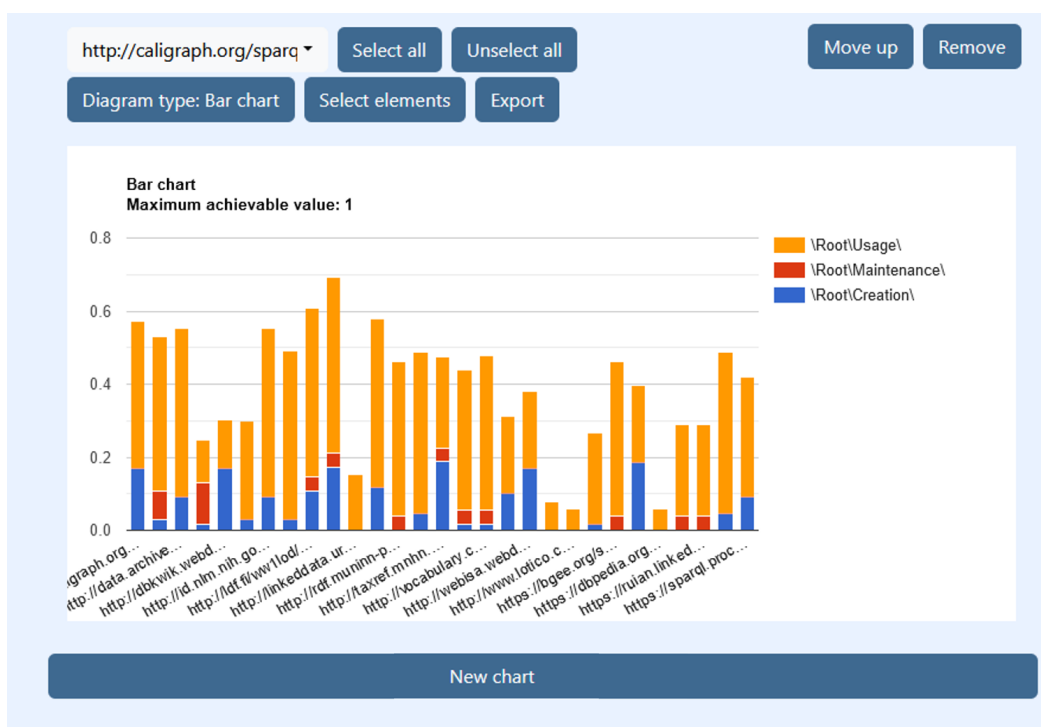 http://caligraph.org/sparq
Select all
Unselect all
Move up
Remove
Diagram type: Bar chart
Select elements
Export
Bar chart
Maximum achievable value: 1
0.8
0.6
0.4
0.2
0.0
\Root\Usage\
\Root\Maintenance\
\Root\Creation\
igraph.org...
http://data.archive...
http://dbkwik.webd...
http://id.nlm.nih.go...
http://ldf.fi/ww1lod/...
http://linkeddata.ur...
http://rdf.muninn-p...
http://taxref.mnhn....
http://vocabulary.c...
http://webisa.webd...
http://www.lotico.c...
https://bgee.org/s...
https://dbpedia.org...
https://ruian.linked...
https://sparql.proc...
New chart